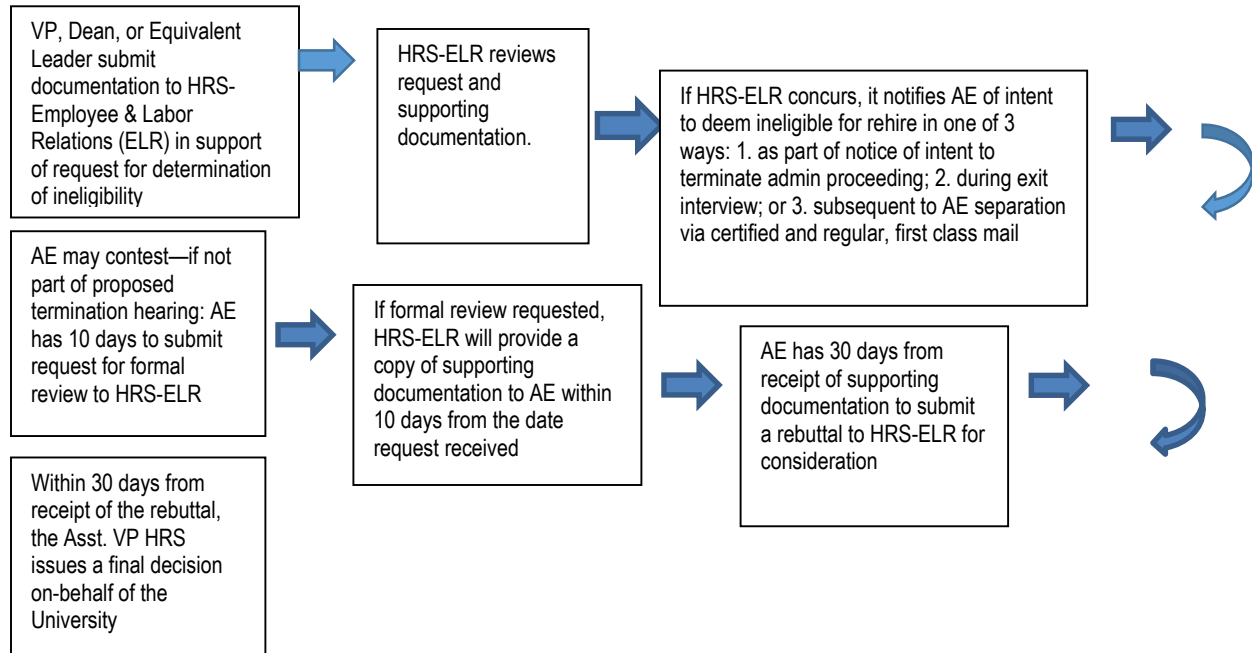 VP, Dean, or Equivalent
Leader submit
documentation to HRS-
Employee & Labor
Relations (ELR) in support
of request for determination
of ineligibility
HRS-ELR reviews
request and
supporting
documentation.
If HRS-ELR concurs, it notifies AE of intent
to deem ineligible for rehire in one of 3
ways: 1. as part of notice of intent to
terminate admin proceeding; 2. during exit
interview; or 3. subsequent to AE separation
via certified and regular, first class mail
AE may contest—if not
part of proposed
termination hearing: AE
has 10 days to submit
request for formal
review to HRS-ELR
If formal review requested,
HRS-ELR will provide a
copy of supporting
documentation to AE within
10 days from the date
request received
AE has 30 days from
receipt of supporting
documentation to submit
a rebuttal to HRS-ELR for
consideration
Within 30 days from
receipt of the rebuttal,
the Asst. VP HRS
issues a final decision
on-behalf of the
University